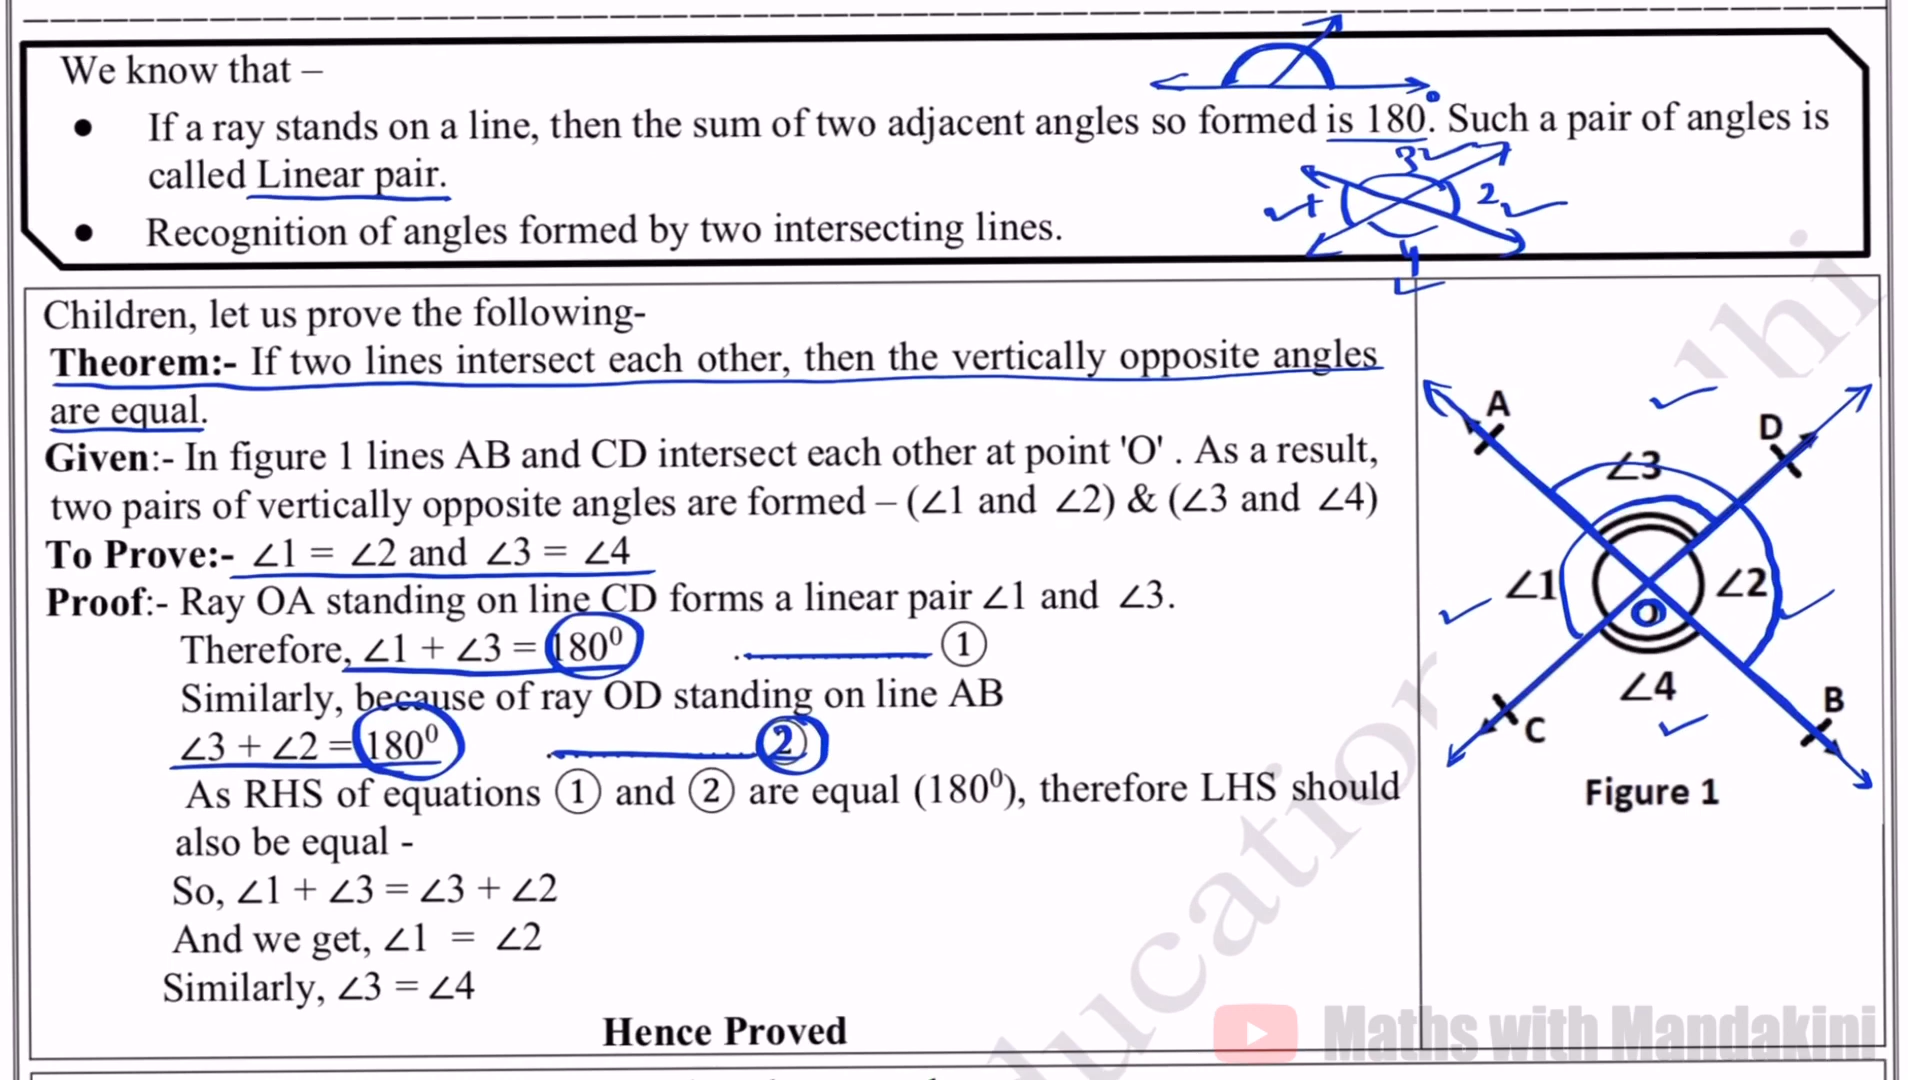 We know that –
● If a ray stands on a line, then the sum of two adjacent angles so formed is 180°. Such a pair of angles is
called Linear pair.
● Recognition of angles formed by two intersecting lines.
1 2 3 4
Children, let us prove the following-
Theorem:- If two lines intersect each other, then the vertically opposite angles
are equal.
Given:- In figure 1 lines AB and CD intersect each other at point 'O' . As a result,
two pairs of vertically opposite angles are formed – (∠1 and ∠2) & (∠3 and ∠4)
To Prove:- ∠1 = ∠2 and ∠3 = ∠4
Proof:- Ray OA standing on line CD forms a linear pair ∠1 and ∠3.
Therefore, ∠1 + ∠3 = 180⁰ ①
Similarly, because of ray OD standing on line AB
∠3 + ∠2 = 180⁰ ②
As RHS of equations ① and ② are equal (180⁰), therefore LHS should
also be equal -
So, ∠1 + ∠3 = ∠3 + ∠2
And we get, ∠1 = ∠2
Similarly, ∠3 = ∠4
Hence Proved
A
D
∠3
∠1
∠2
O
∠4
C
B
Figure 1
Maths with Mandakini